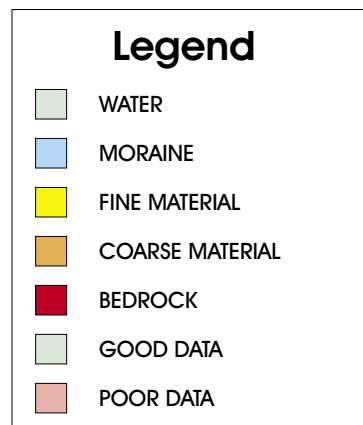 Legend
WATER
MORAINE
FINE MATERIAL
COARSE MATERIAL
BEDROCK
GOOD DATA
POOR DATA